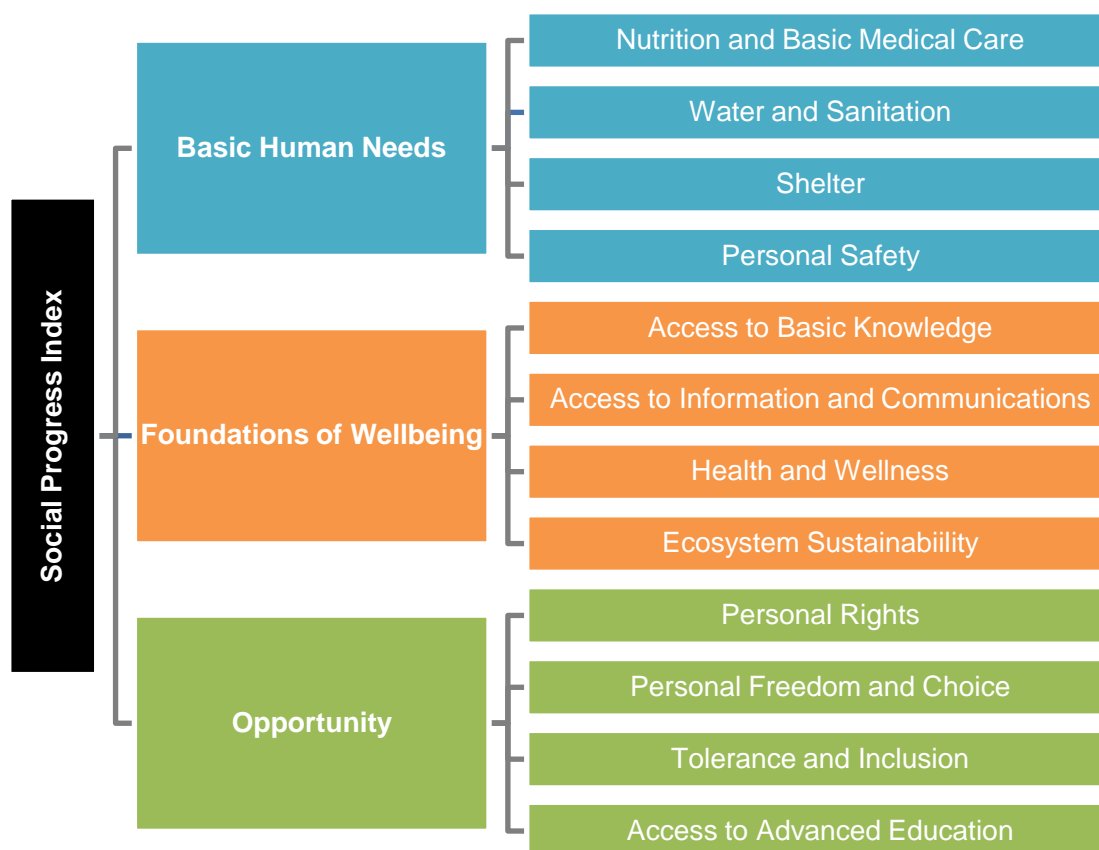 Social Progress Index
Basic Human Needs
Nutrition and Basic Medical Care
Water and Sanitation
Shelter
Personal Safety
Foundations of Wellbeing
Access to Basic Knowledge
Access to Information and Communications
Health and Wellness
Ecosystem Sustainabiility
Opportunity
Personal Rights
Personal Freedom and Choice
Tolerance and Inclusion
Access to Advanced Education